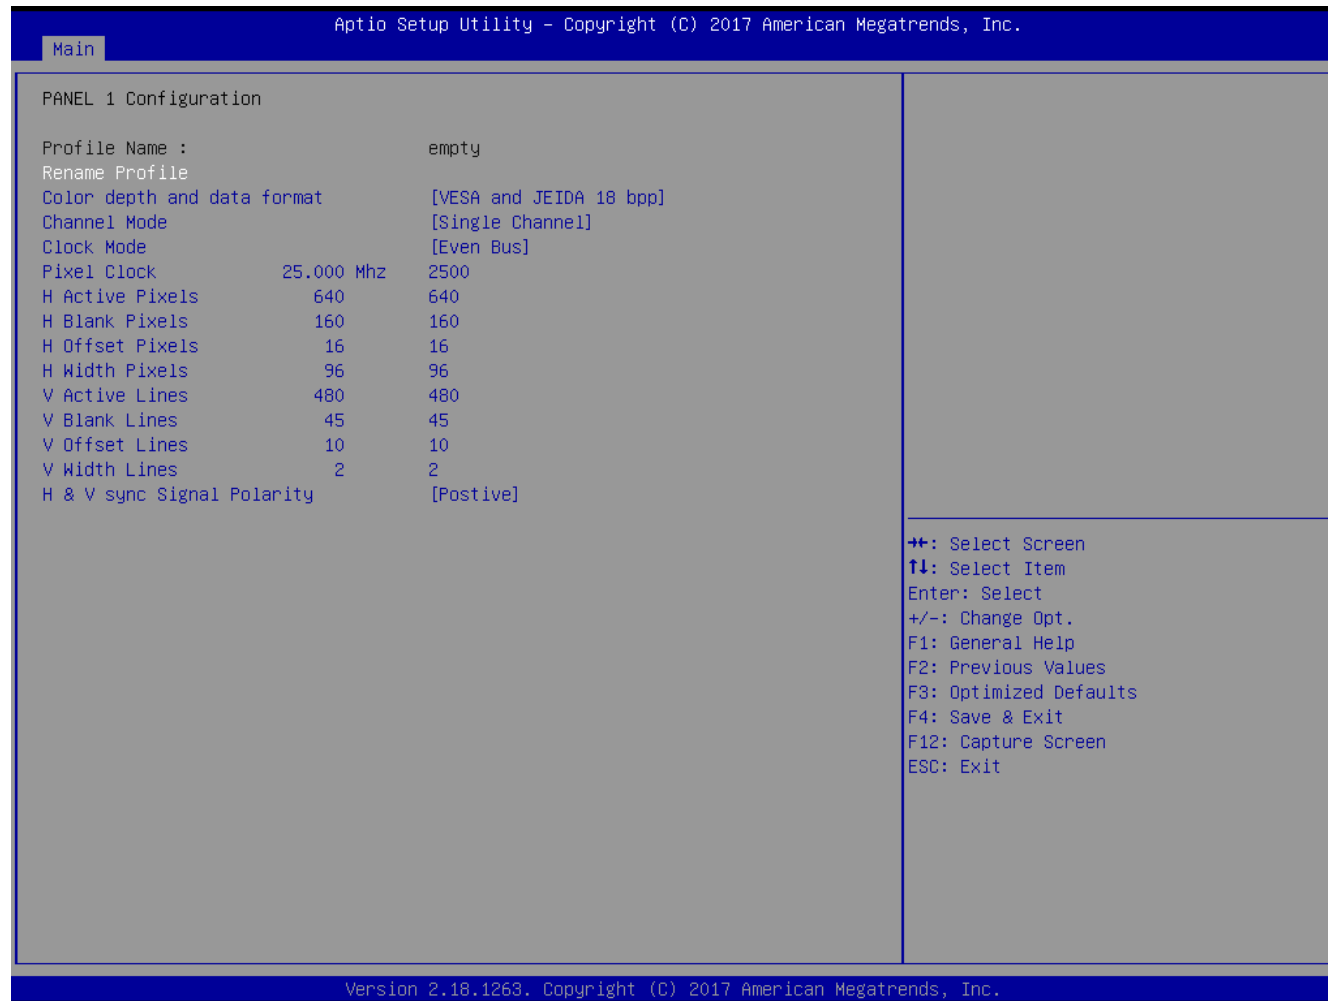 Aptio Setup Utility – Copyright (C) 2017 American Megatrends, Inc.
Main
PANEL 1 Configuration
Profile Name : empty
Rename Profile
Color depth and data format [VESA and JEIDA 18 bpp]
Channel Mode [Single Channel]
Clock Mode [Even Bus]
Pixel Clock 25.000 Mhz 2500
H Active Pixels 640 640
H Blank Pixels 160 160
H Offset Pixels 16 16
H Width Pixels 96 96
V Active Lines 480 480
V Blank Lines 45 45
V Offset Lines 10 10
V Width Lines 2 2
H & V sync Signal Polarity [Postive]
→←: Select Screen
↑↓: Select Item
Enter: Select
+/-: Change Opt.
F1: General Help
F2: Previous Values
F3: Optimized Defaults
F4: Save & Exit
F12: Capture Screen
ESC: Exit
Version 2.18.1263. Copyright (C) 2017 American Megatrends, Inc.